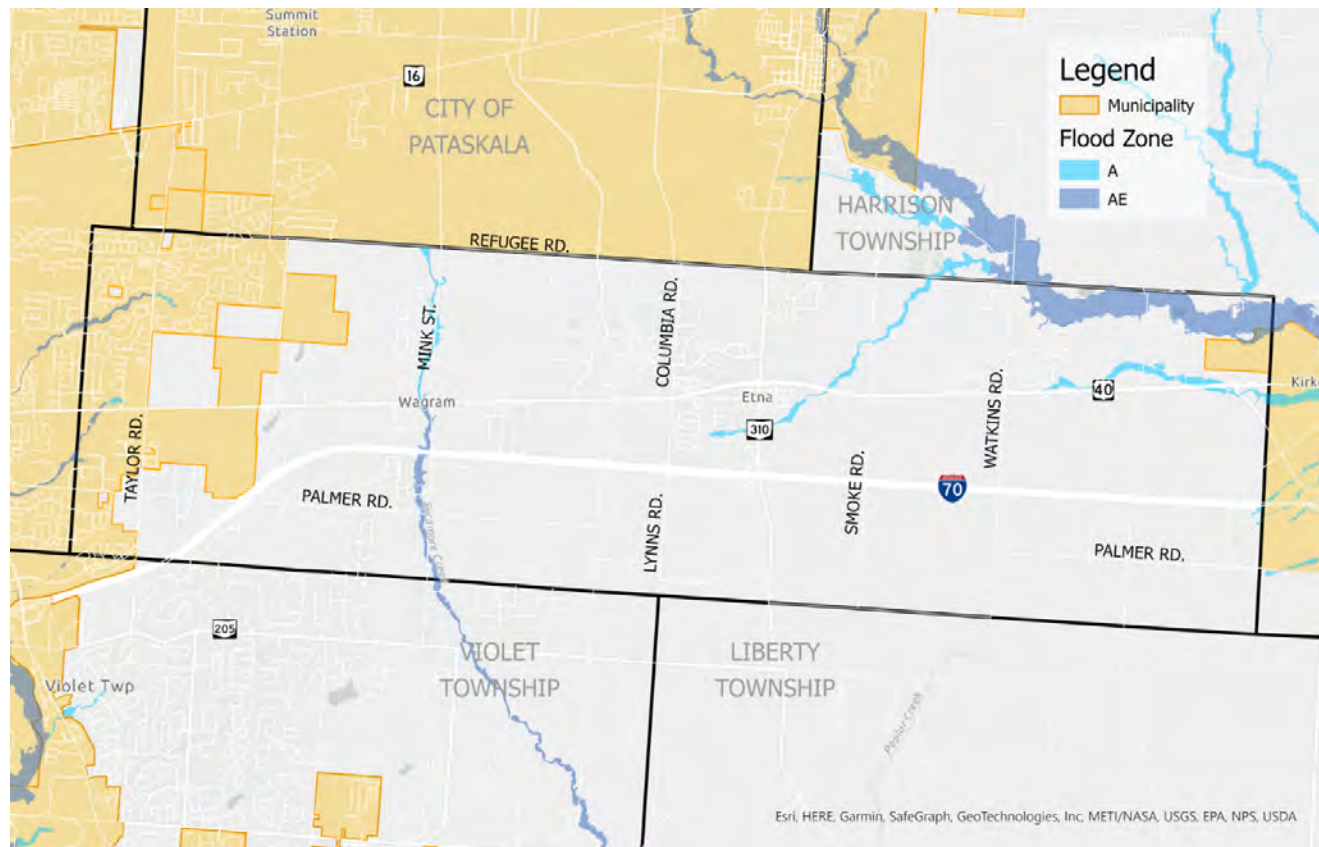 Summit
Station
16
CITY OF
PATASKALA
Legend
Municipality
Flood Zone
A
AE
HARRISON
TOWNSHIP
REFUGEE RD.
MINK ST.
COLUMBIA RD.
Wagram
Etna
40
310
WATKINS RD.
TAYLOR RD.
PALMER RD.
SMOKE RD.
70
LYNNS RD.
PALMER RD.
205
VIOLET
TOWNSHIP
LIBERTY
TOWNSHIP
Violet Twp
Poplar Creek
Esri, HERE, Garmin, SafeGraph, GeoTechnologies, Inc, METI/NASA, USGS, EPA, NPS, USDA